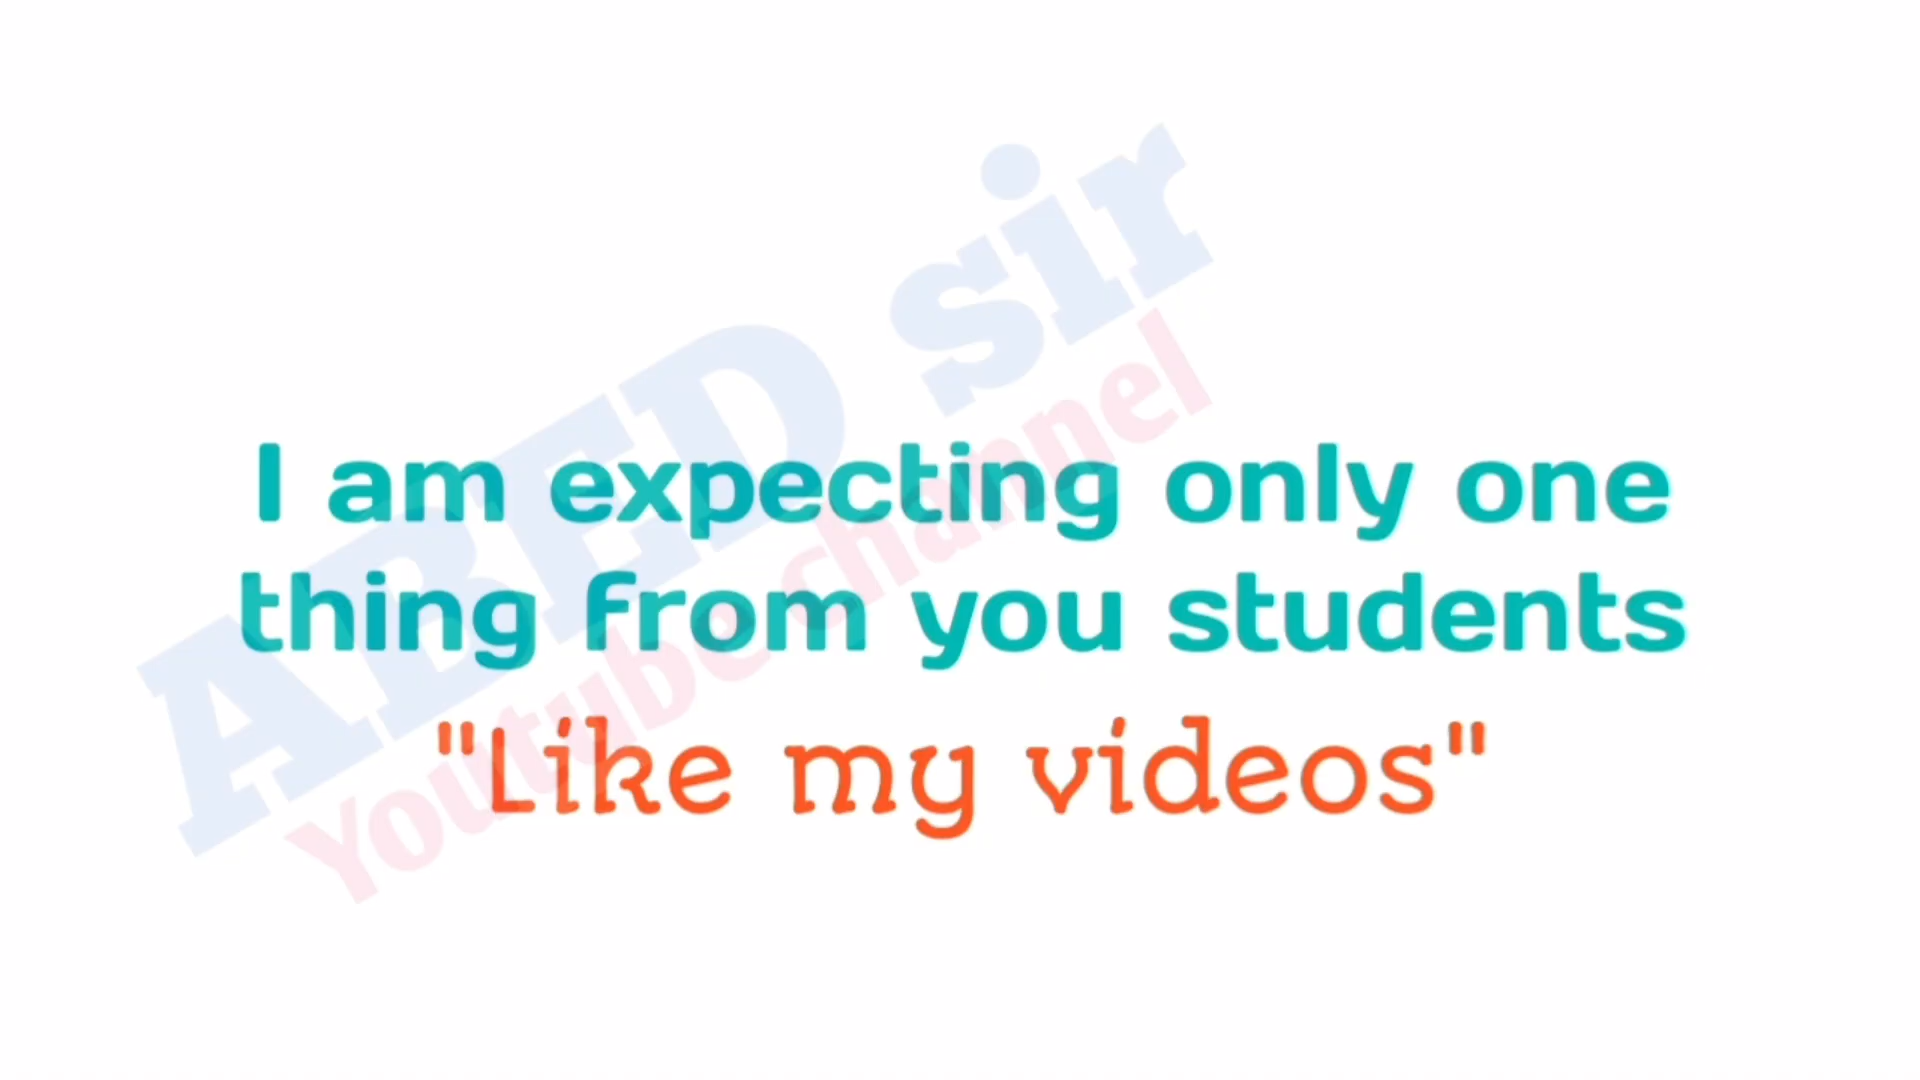 ABED sir
Youtube channel
I am expecting only one
thing from you students
"Like my videos"